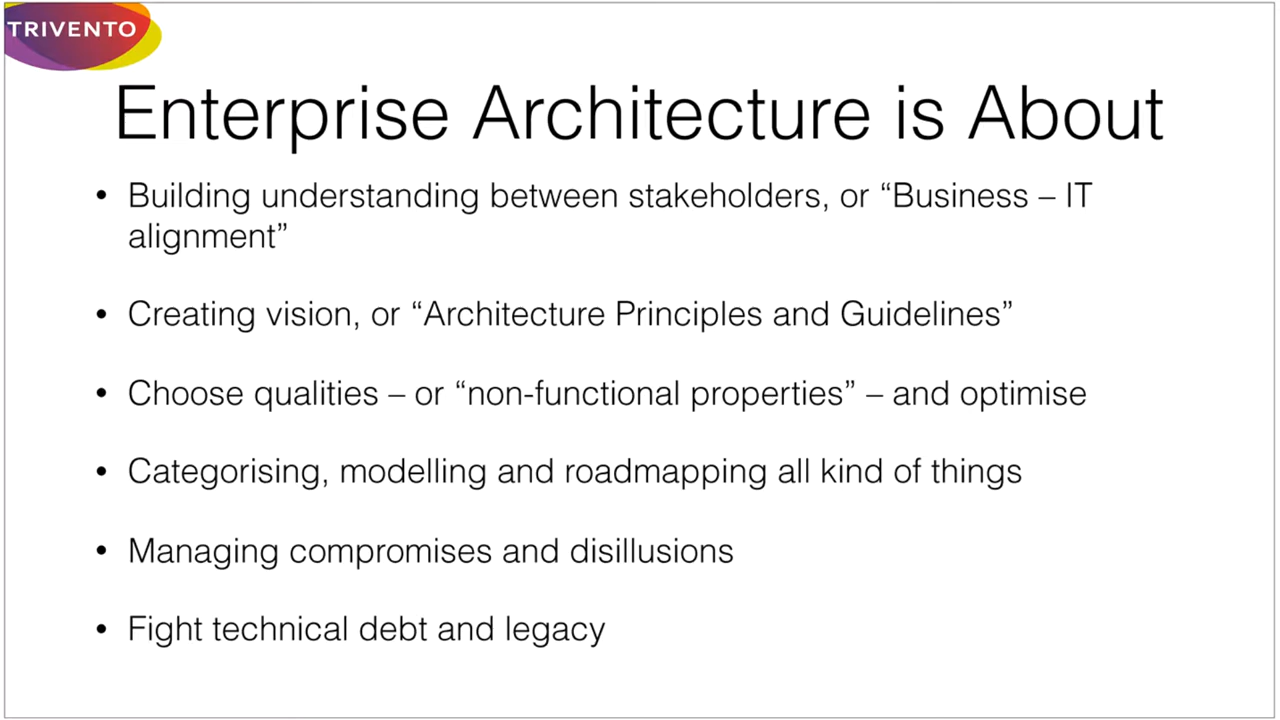 TRIVENTO
Enterprise Architecture is About
• Building understanding between stakeholders, or “Business – IT
alignment”
• Creating vision, or “Architecture Principles and Guidelines”
• Choose qualities – or “non-functional properties” – and optimise
• Categorising, modelling and roadmapping all kind of things
• Managing compromises and disillusions
• Fight technical debt and legacy